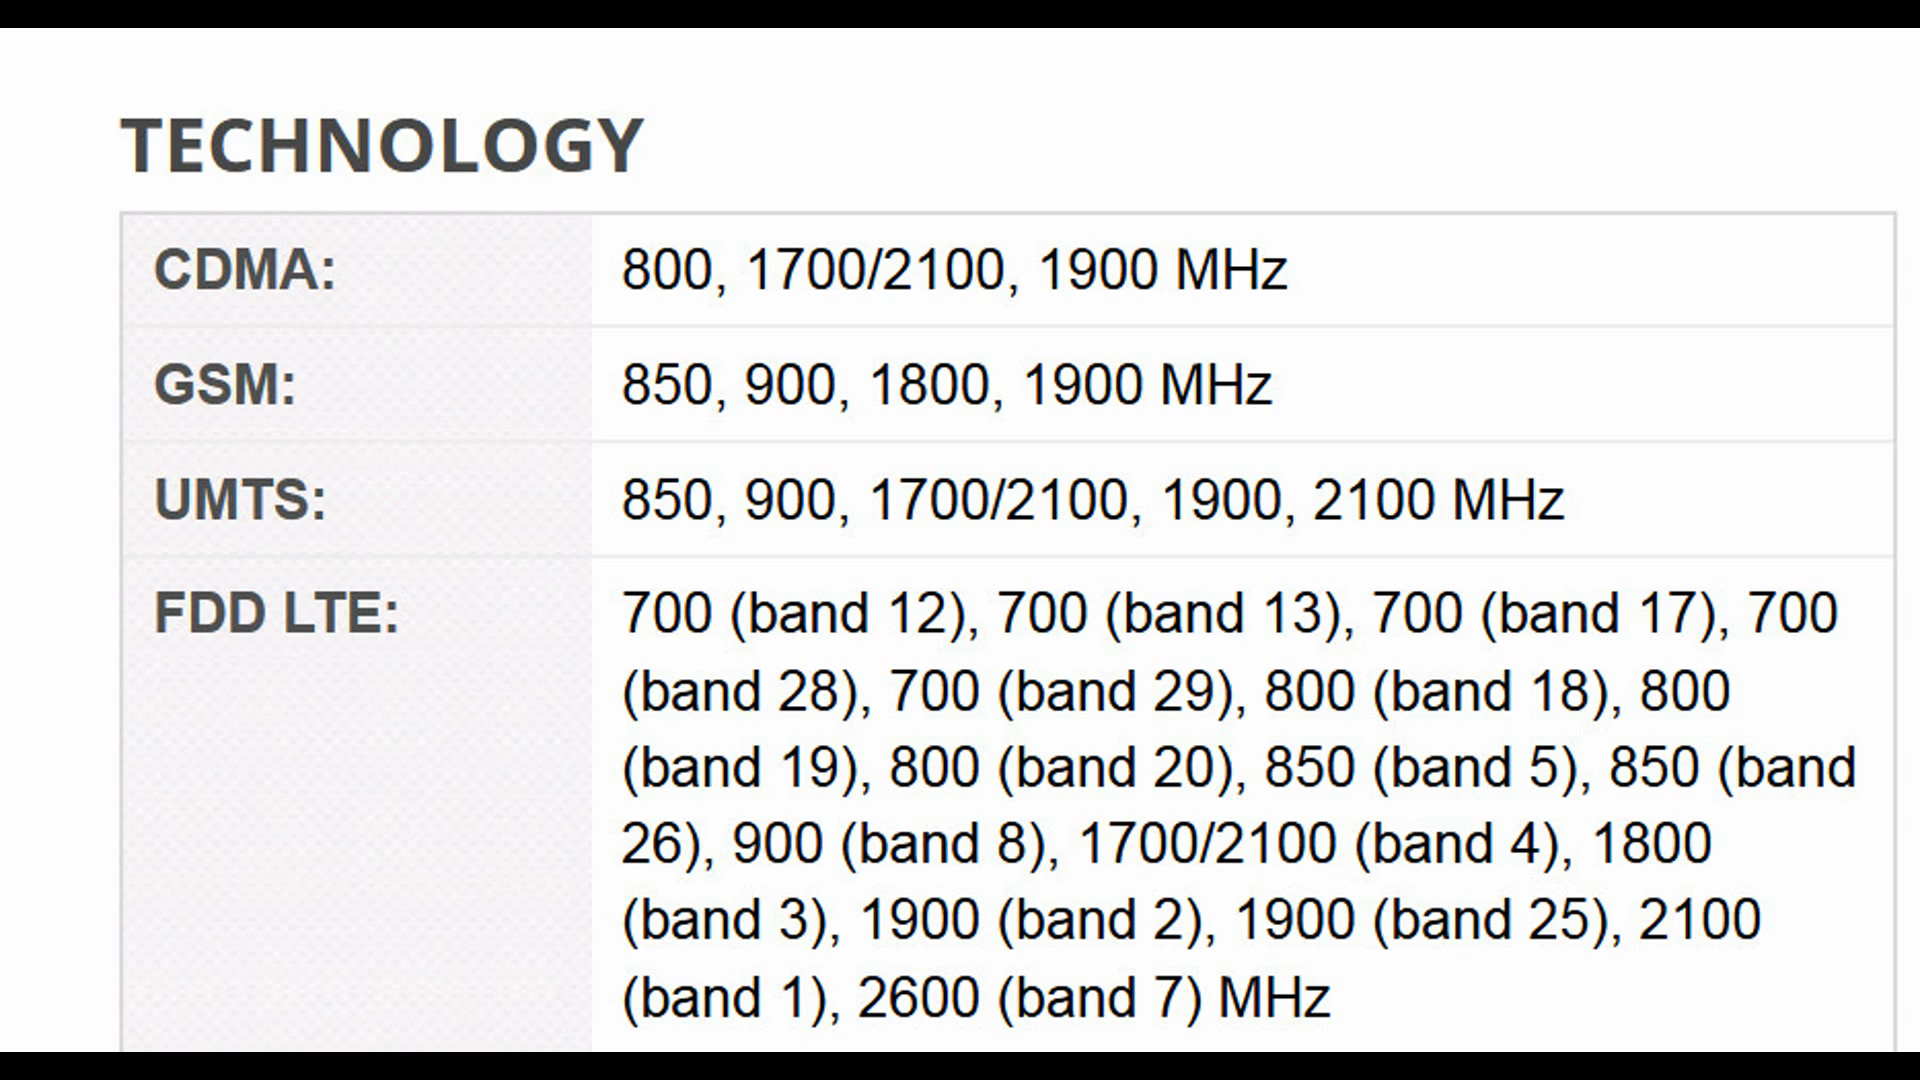 TECHNOLOGY
CDMA: 800, 1700/2100, 1900 MHz
GSM: 850, 900, 1800, 1900 MHz
UMTS: 850, 900, 1700/2100, 1900, 2100 MHz
FDD LTE: 700 (band 12), 700 (band 13), 700 (band 17), 700
(band 28), 700 (band 29), 800 (band 18), 800
(band 19), 800 (band 20), 850 (band 5), 850 (band
26), 900 (band 8), 1700/2100 (band 4), 1800
(band 3), 1900 (band 2), 1900 (band 25), 2100
(band 1), 2600 (band 7) MHz